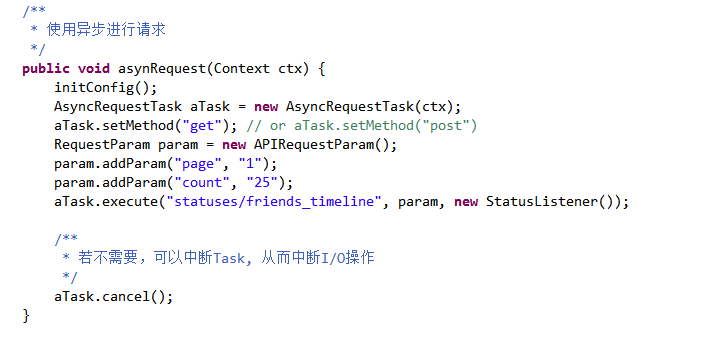 /**
 * 使用异步进行请求
 */
public void asynRequest(Context ctx) {
    initConfig();
    AsyncRequestTask aTask = new AsyncRequestTask(ctx);
    aTask.setMethod("get"); // or aTask.setMethod("post")
    RequestParam param = new APIRequestParam();
    param.addParam("page", "1");
    param.addParam("count", "25");
    aTask.execute("statuses/friends_timeline", param, new StatusListener());

    /**
     * 若不需要，可以中断Task, 从而中断I/O操作
     */
    aTask.cancel();
}